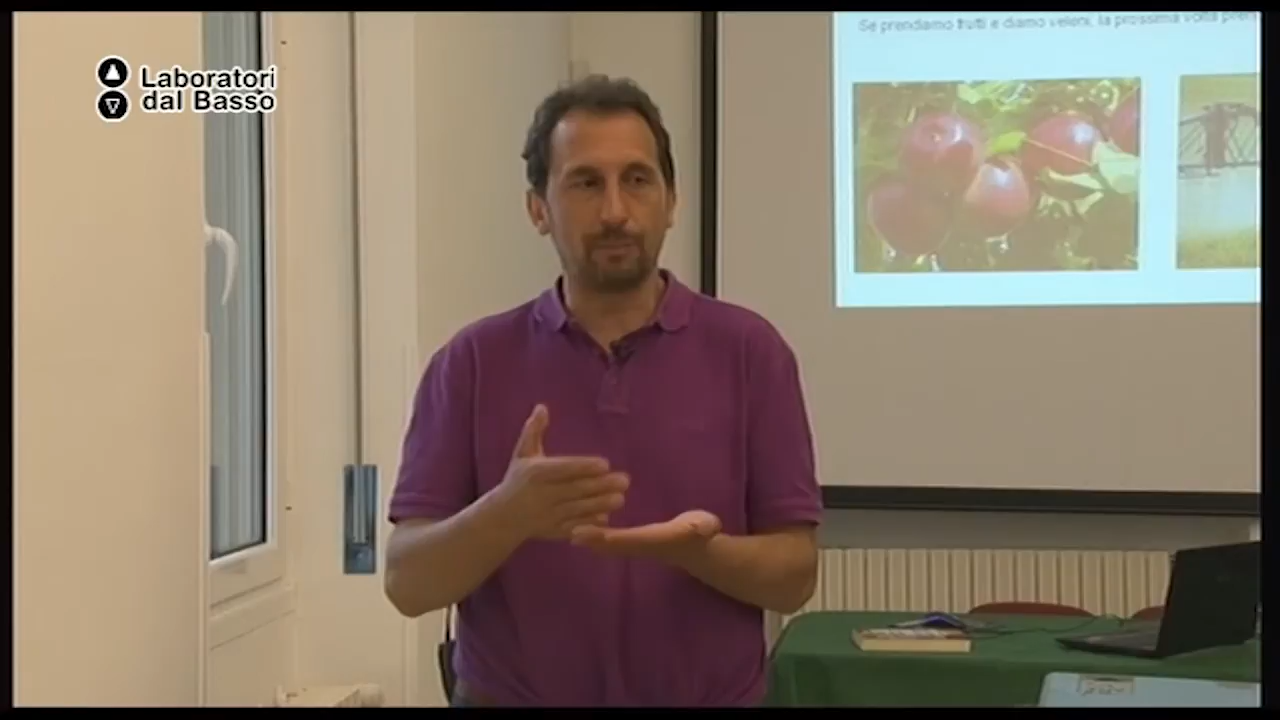 Laboratori
dal Basso
Se prendiamo frutti e diamo veleni, la prossima volta